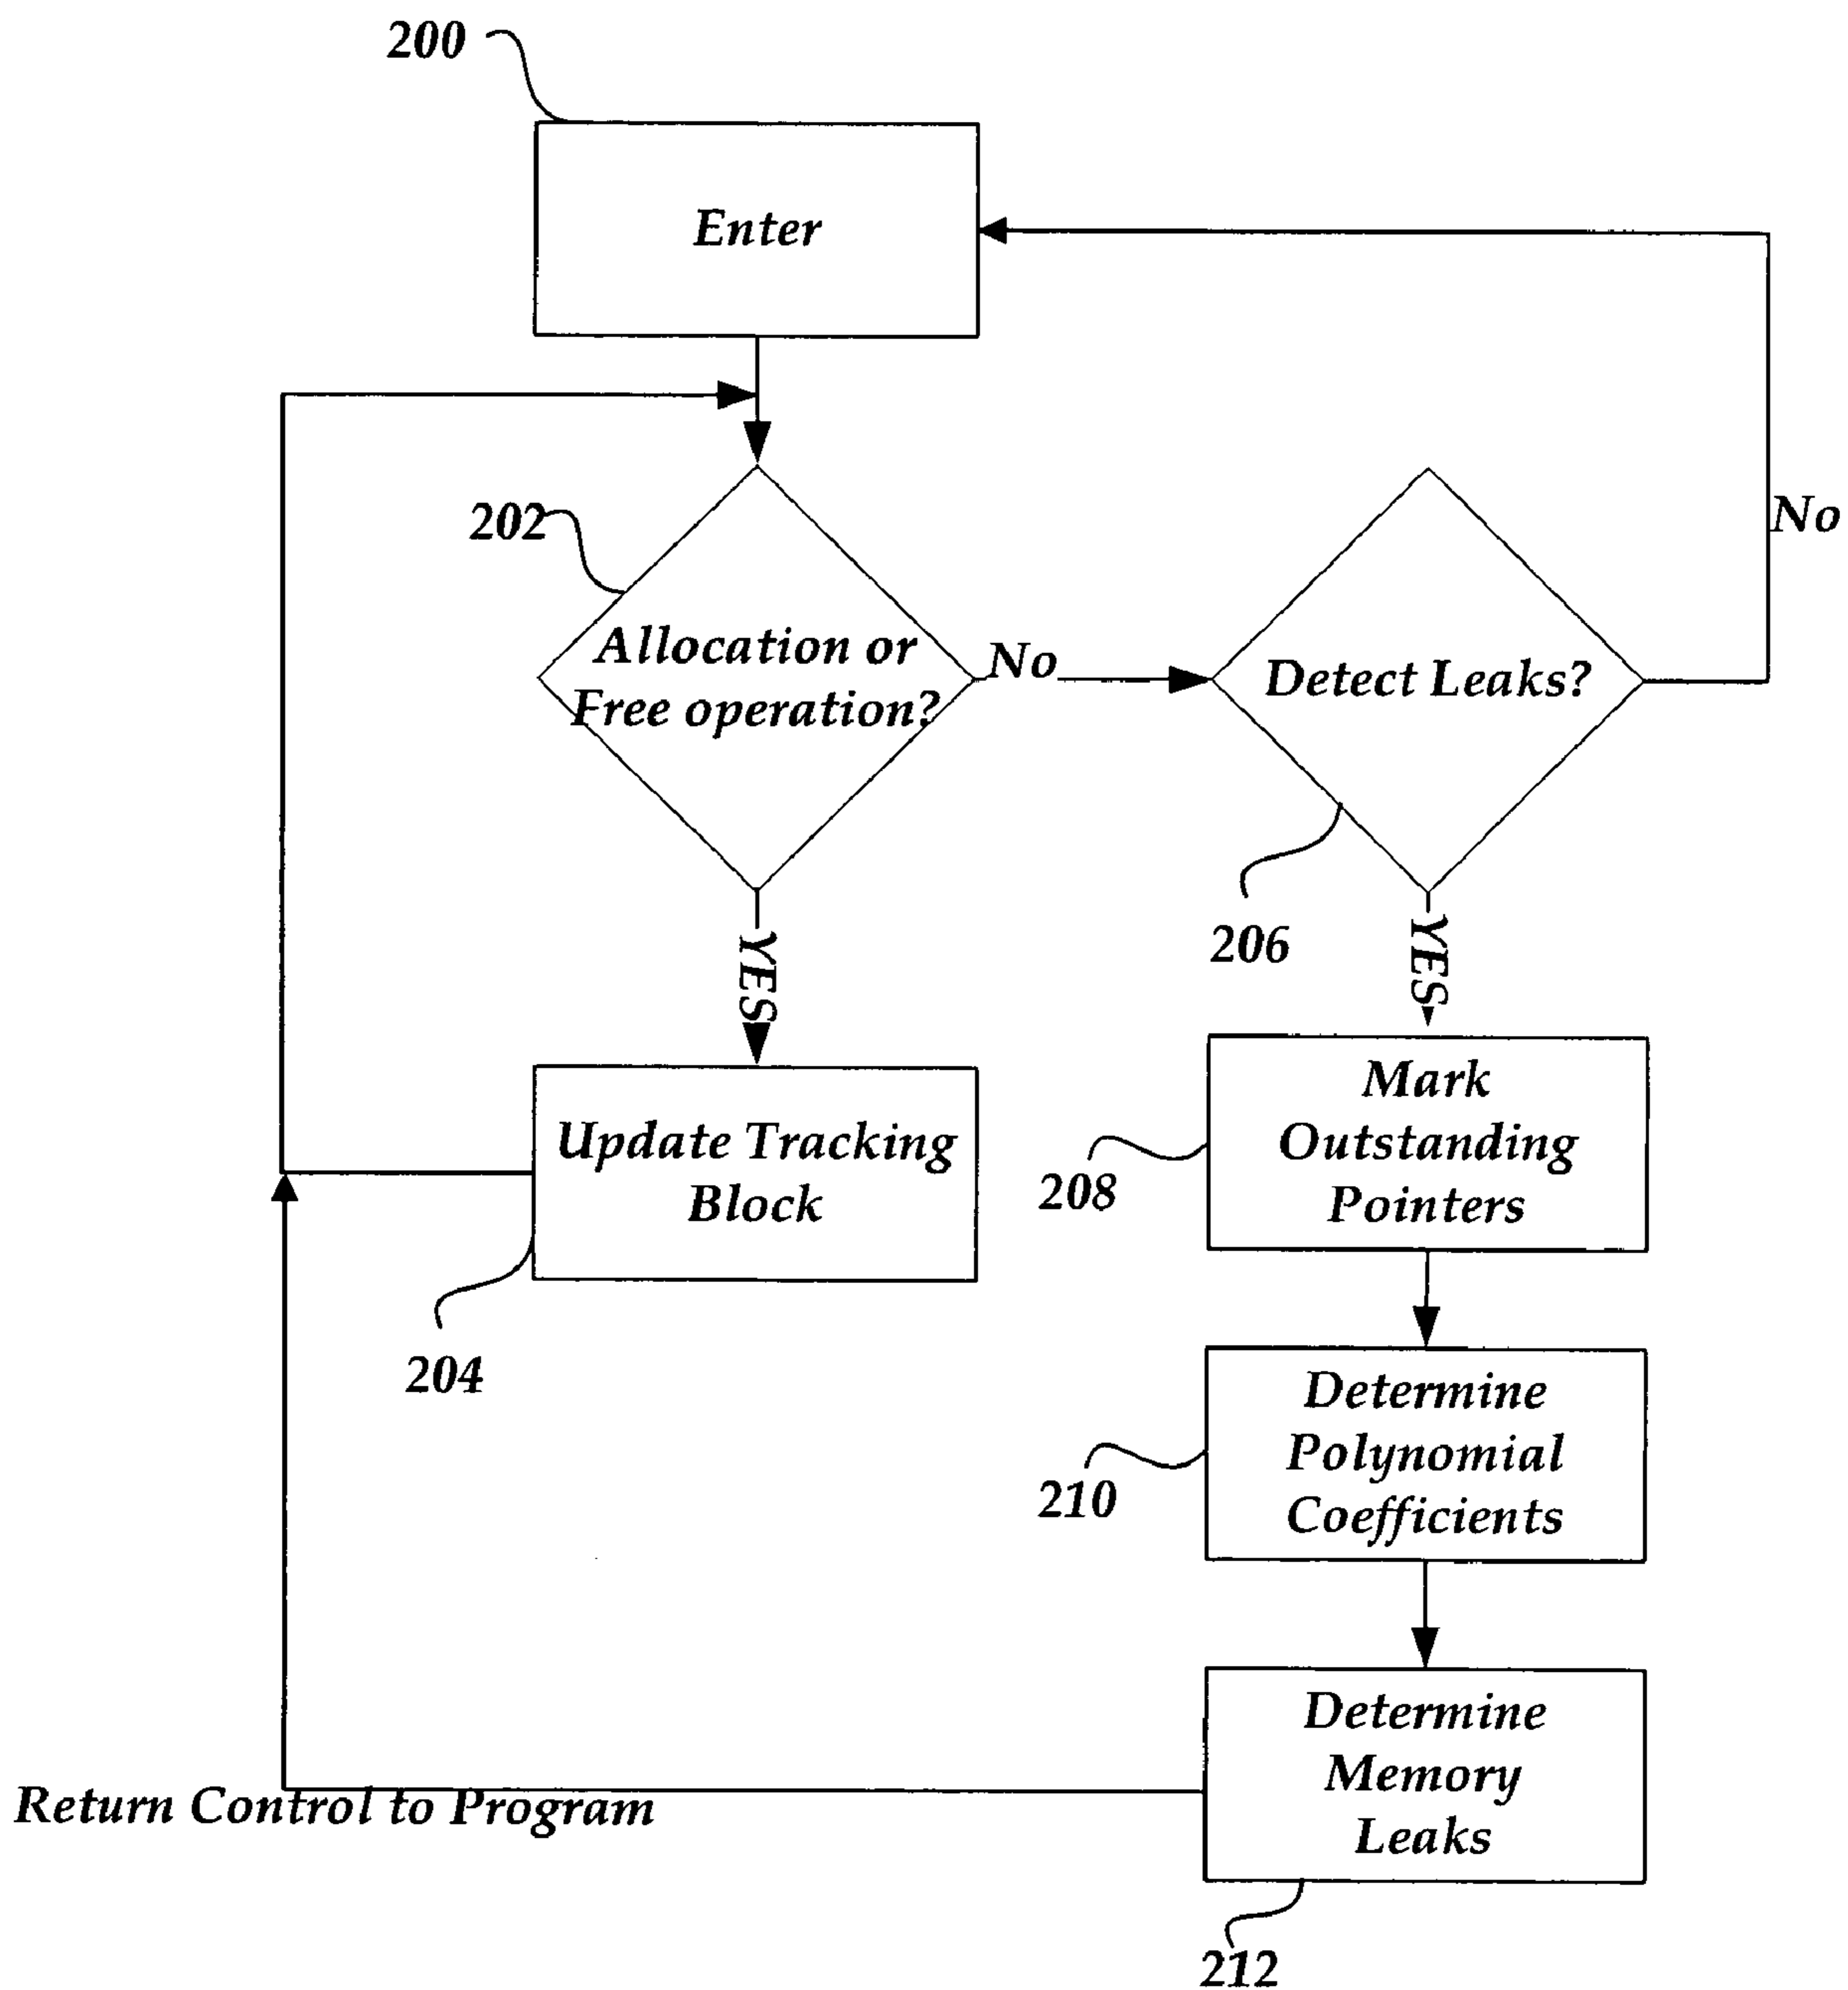 200
Enter
202
Allocation or
Free operation?
No
Detect Leaks?
No
206
YES
YES
Update Tracking
Block
204
Mark
Outstanding
Pointers
208
Determine
Polynomial
Coefficients
210
Determine
Memory
Leaks
Return Control to Program
212